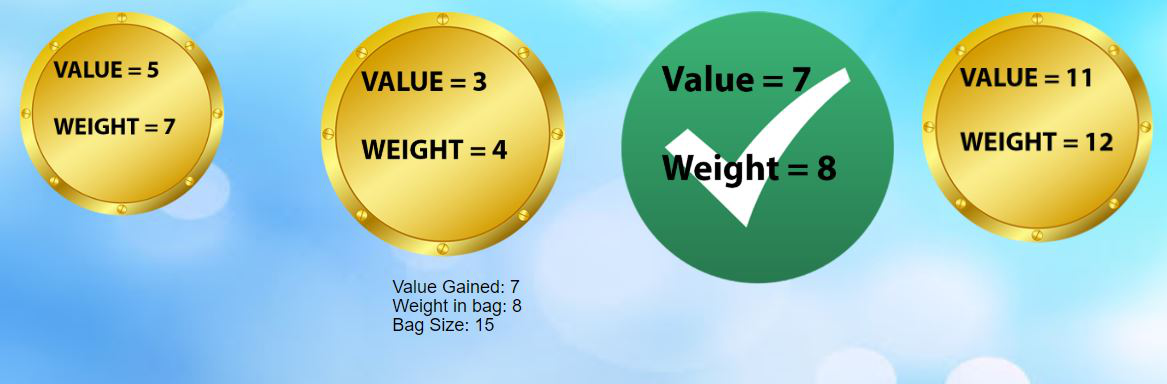 VALUE = 5
WEIGHT = 7
VALUE = 3
WEIGHT = 4
Value = 7
Weight = 8
VALUE = 11
WEIGHT = 12
Value Gained: 7
Weight in bag: 8
Bag Size: 15